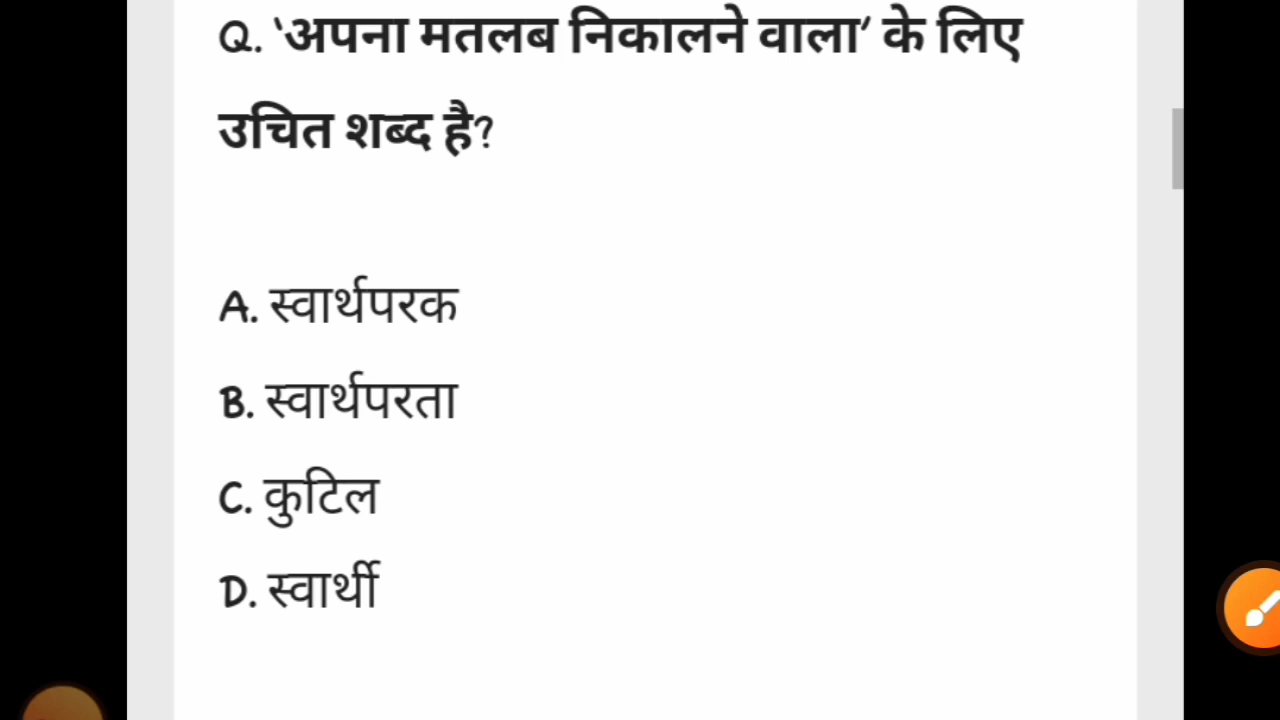 Q. 'अपना मतलब निकालने वाला' के लिए
उचित शब्द है?
A. स्वार्थपरक
B. स्वार्थपरता
C. कुटिल
D. स्वार्थी